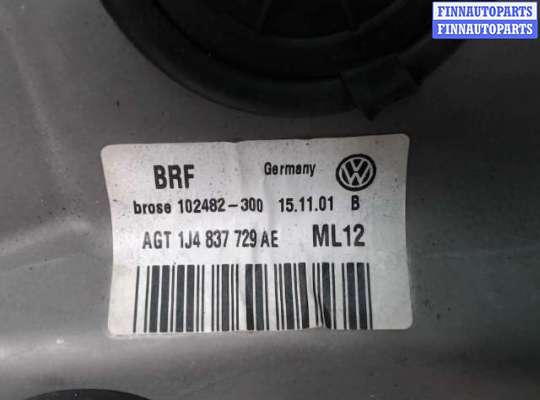 FINNAUTOPARTS
FINNAUTOPARTS
BRF Germany
brose 102482-300 15.11.01 B
AGT 1J4 837 729 AE ML12